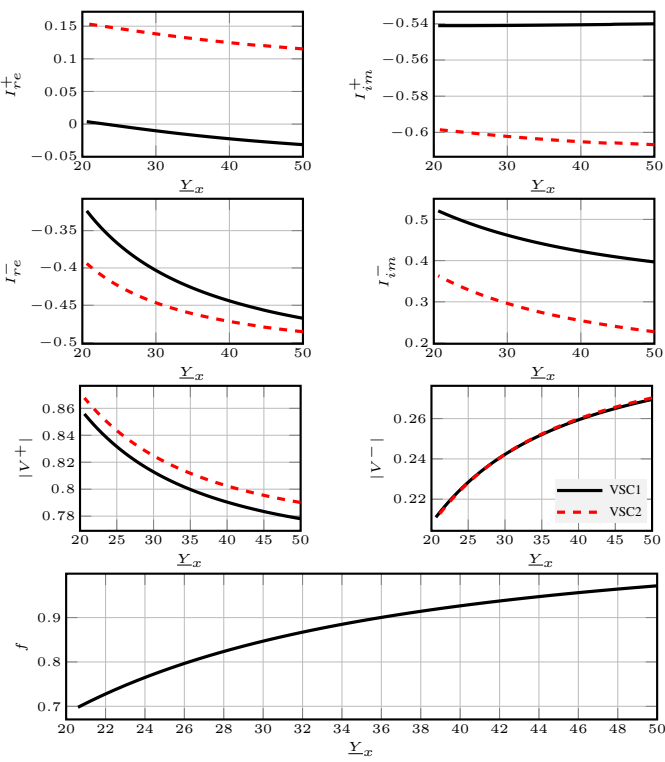 0.15
0.1
0.05
0
−0.05
I_{re}^{+}
20 30 40 50
Y_x
−0.54
−0.56
−0.58
−0.6
I_{im}^{+}
20 30 40 50
Y_x
−0.35
−0.4
−0.45
−0.5
I_{re}^{−}
20 30 40 50
Y_x
0.5
0.4
0.3
0.2
I_{im}^{−}
20 30 40 50
Y_x
0.86
0.84
0.82
0.8
0.78
|V^{+}|
20 25 30 35 40 45 50
Y_x
0.26
0.24
0.22
|V^{−}|
VSC1
VSC2
20 25 30 35 40 45 50
Y_x
0.9
0.8
0.7
f
20 22 24 26 28 30 32 34 36 38 40 42 44 46 48 50
Y_x